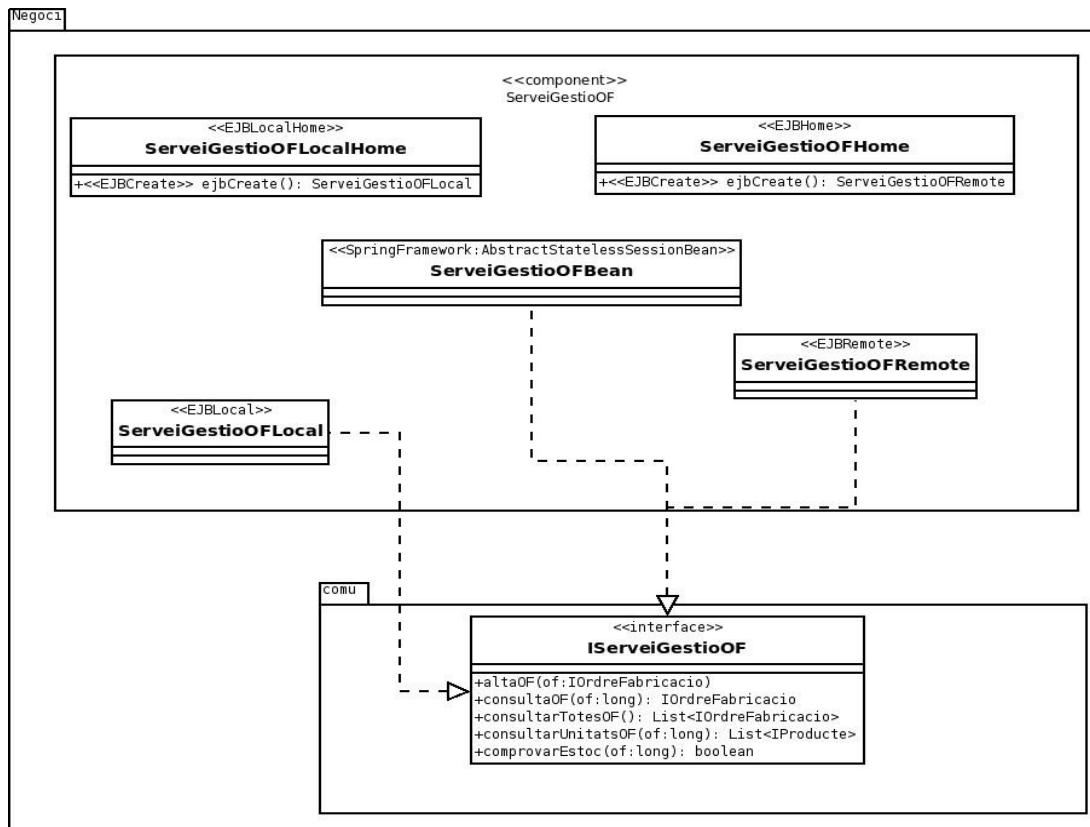 Negoci
<<component>>
ServeiGestioOF
<<EJBLocalHome>>
ServeiGestioOFLocalHome
+<<EJBCreate>> ejbCreate(): ServeiGestioOFLocal
<<EJBHome>>
ServeiGestioOFHome
+<<EJBCreate>> ejbCreate(): ServeiGestioOFRemote
<<SpringFramework:AbstractStatelessSessionBean>>
ServeiGestioOFBean
<<EJBRemote>>
ServeiGestioOFRemote
<<EJBLocal>>
ServeiGestioOFLocal
comu
<<interface>>
IServeiGestioOF
+altaOF(of:IOrdreFabricacio)
+consultaOF(of:long): IOrdreFabricacio
+consultarTotesOF(): List<IOrdreFabricacio>
+consultarUnitatsOF(of:long): List<IProducte>
+comprovarEstoc(of:long): boolean